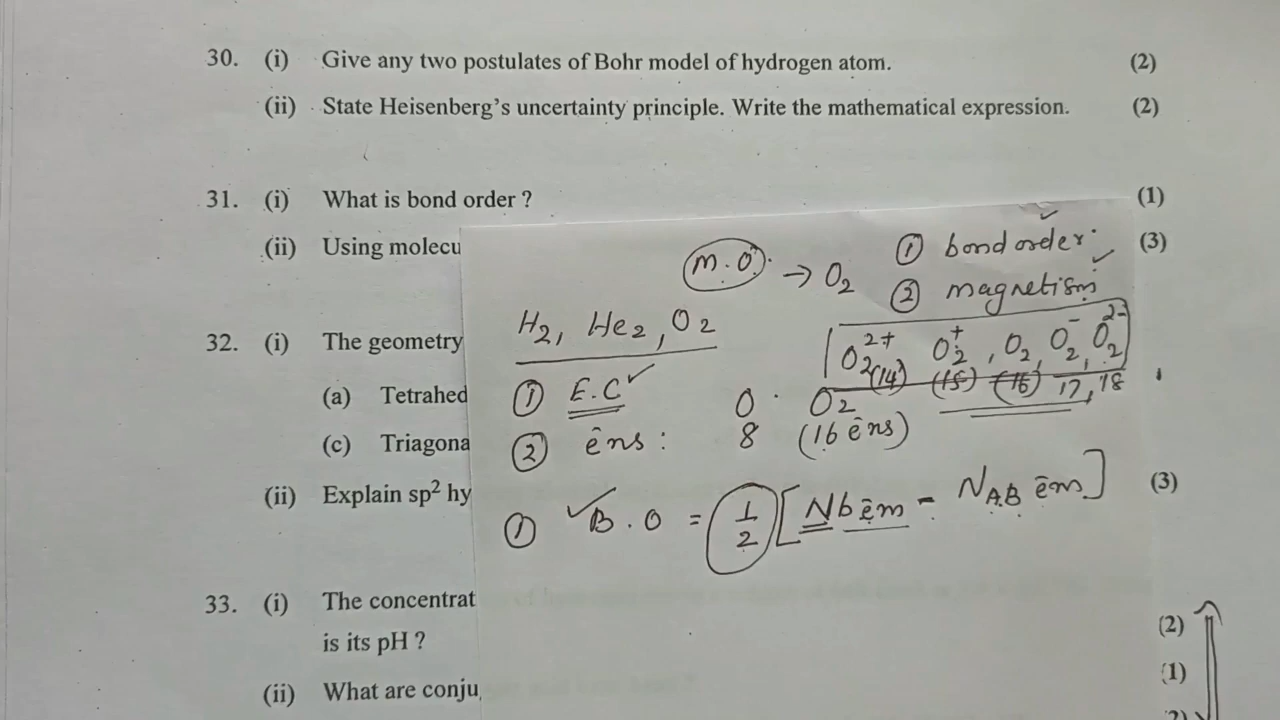 30. (i) Give any two postulates of Bohr model of hydrogen atom. (2)
(ii) State Heisenberg's uncertainty principle. Write the mathematical expression. (2)
31. (i) What is bond order ? (1)
(ii) Using molecu (3)
M.O. → O2 ① bond order
② magnetism
H2, He2, O2
O2^2+ O2^+, O2, O2^-, O2^2-
(14) (15) (16) 17, 18
① E.C O O2
② ēns : 8 (16 ēns)
① B.O = 1/2 [Nb ēm - NAB ēm]
32. (i) The geometry
(a) Tetrahed
(c) Triagona
(ii) Explain sp² hy (3)
33. (i) The concentrat
is its pH ? (2)
(1)
(ii) What are conju